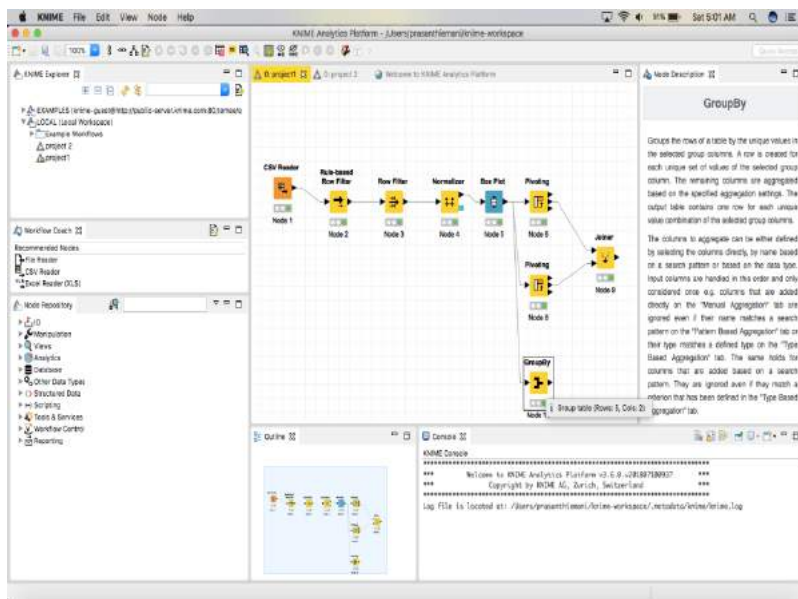 KNIME File Edit View Node Help
Sat 5:01 AM
KNIME Analytics Platform - /Users/prasanthiemani/knime-workspace
100%
KNIME Explorer
EXAMPLES (knime-guest@http://public-server.knime.com:80/tomee/e
LOCAL (Local Workspace)
Example Workflows
project 2
project1
Workflow Coach
Recommended Nodes
File Reader
CSV Reader
Excel Reader (XLS)
Node Repository
IO
Manipulation
Views
Analytics
Database
Other Data Types
Structured Data
Scripting
Tools & Services
Workflow Control
Reporting
0: project1
0: project 2
Welcome to KNIME Analytics Platform
CSV Reader
Node 1
Rule-based
Row Filter
Node 2
Row Filter
Node 3
Normalizer
Node 4
Box Plot
Node 5
Pivoting
Node 6
Pivoting
Node 8
Joiner
Node 9
GroupBy
Node 1
Group table (Rows: 5, Cols: 2)
Outline
Console
KNIME Console
***********************************************************************
*** Welcome to KNIME Analytics Platform v3.6.0.v201807100937 ***
*** Copyright by KNIME AG, Zurich, Switzerland ***
***********************************************************************
Log file is located at: /Users/prasanthiemani/knime-workspace/.metadata/knime/knime.log
Node Description
GroupBy
Groups the rows of a table by the unique values in
the selected group columns. A row is created for
each unique set of values of the selected group
column. The remaining columns are aggregated
based on the specified aggregation settings. The
output table contains one row for each unique
value combination of the selected group columns.
The columns to aggregate can be either defined
by selecting the columns directly, by name based
on a search pattern or based on the data type.
Input columns are handled in this order and only
considered once e.g. columns that are added
directly on the "Manual Aggregation" tab are
ignored even if their name matches a search
pattern on the "Pattern Based Aggregation" tab or
their type matches a defined type on the "Type
Based Aggregation" tab. The same holds for
columns that are added based on a search
pattern. They are ignored even if they match a
criterion that has been defined in the "Type Based
Aggregation" tab.